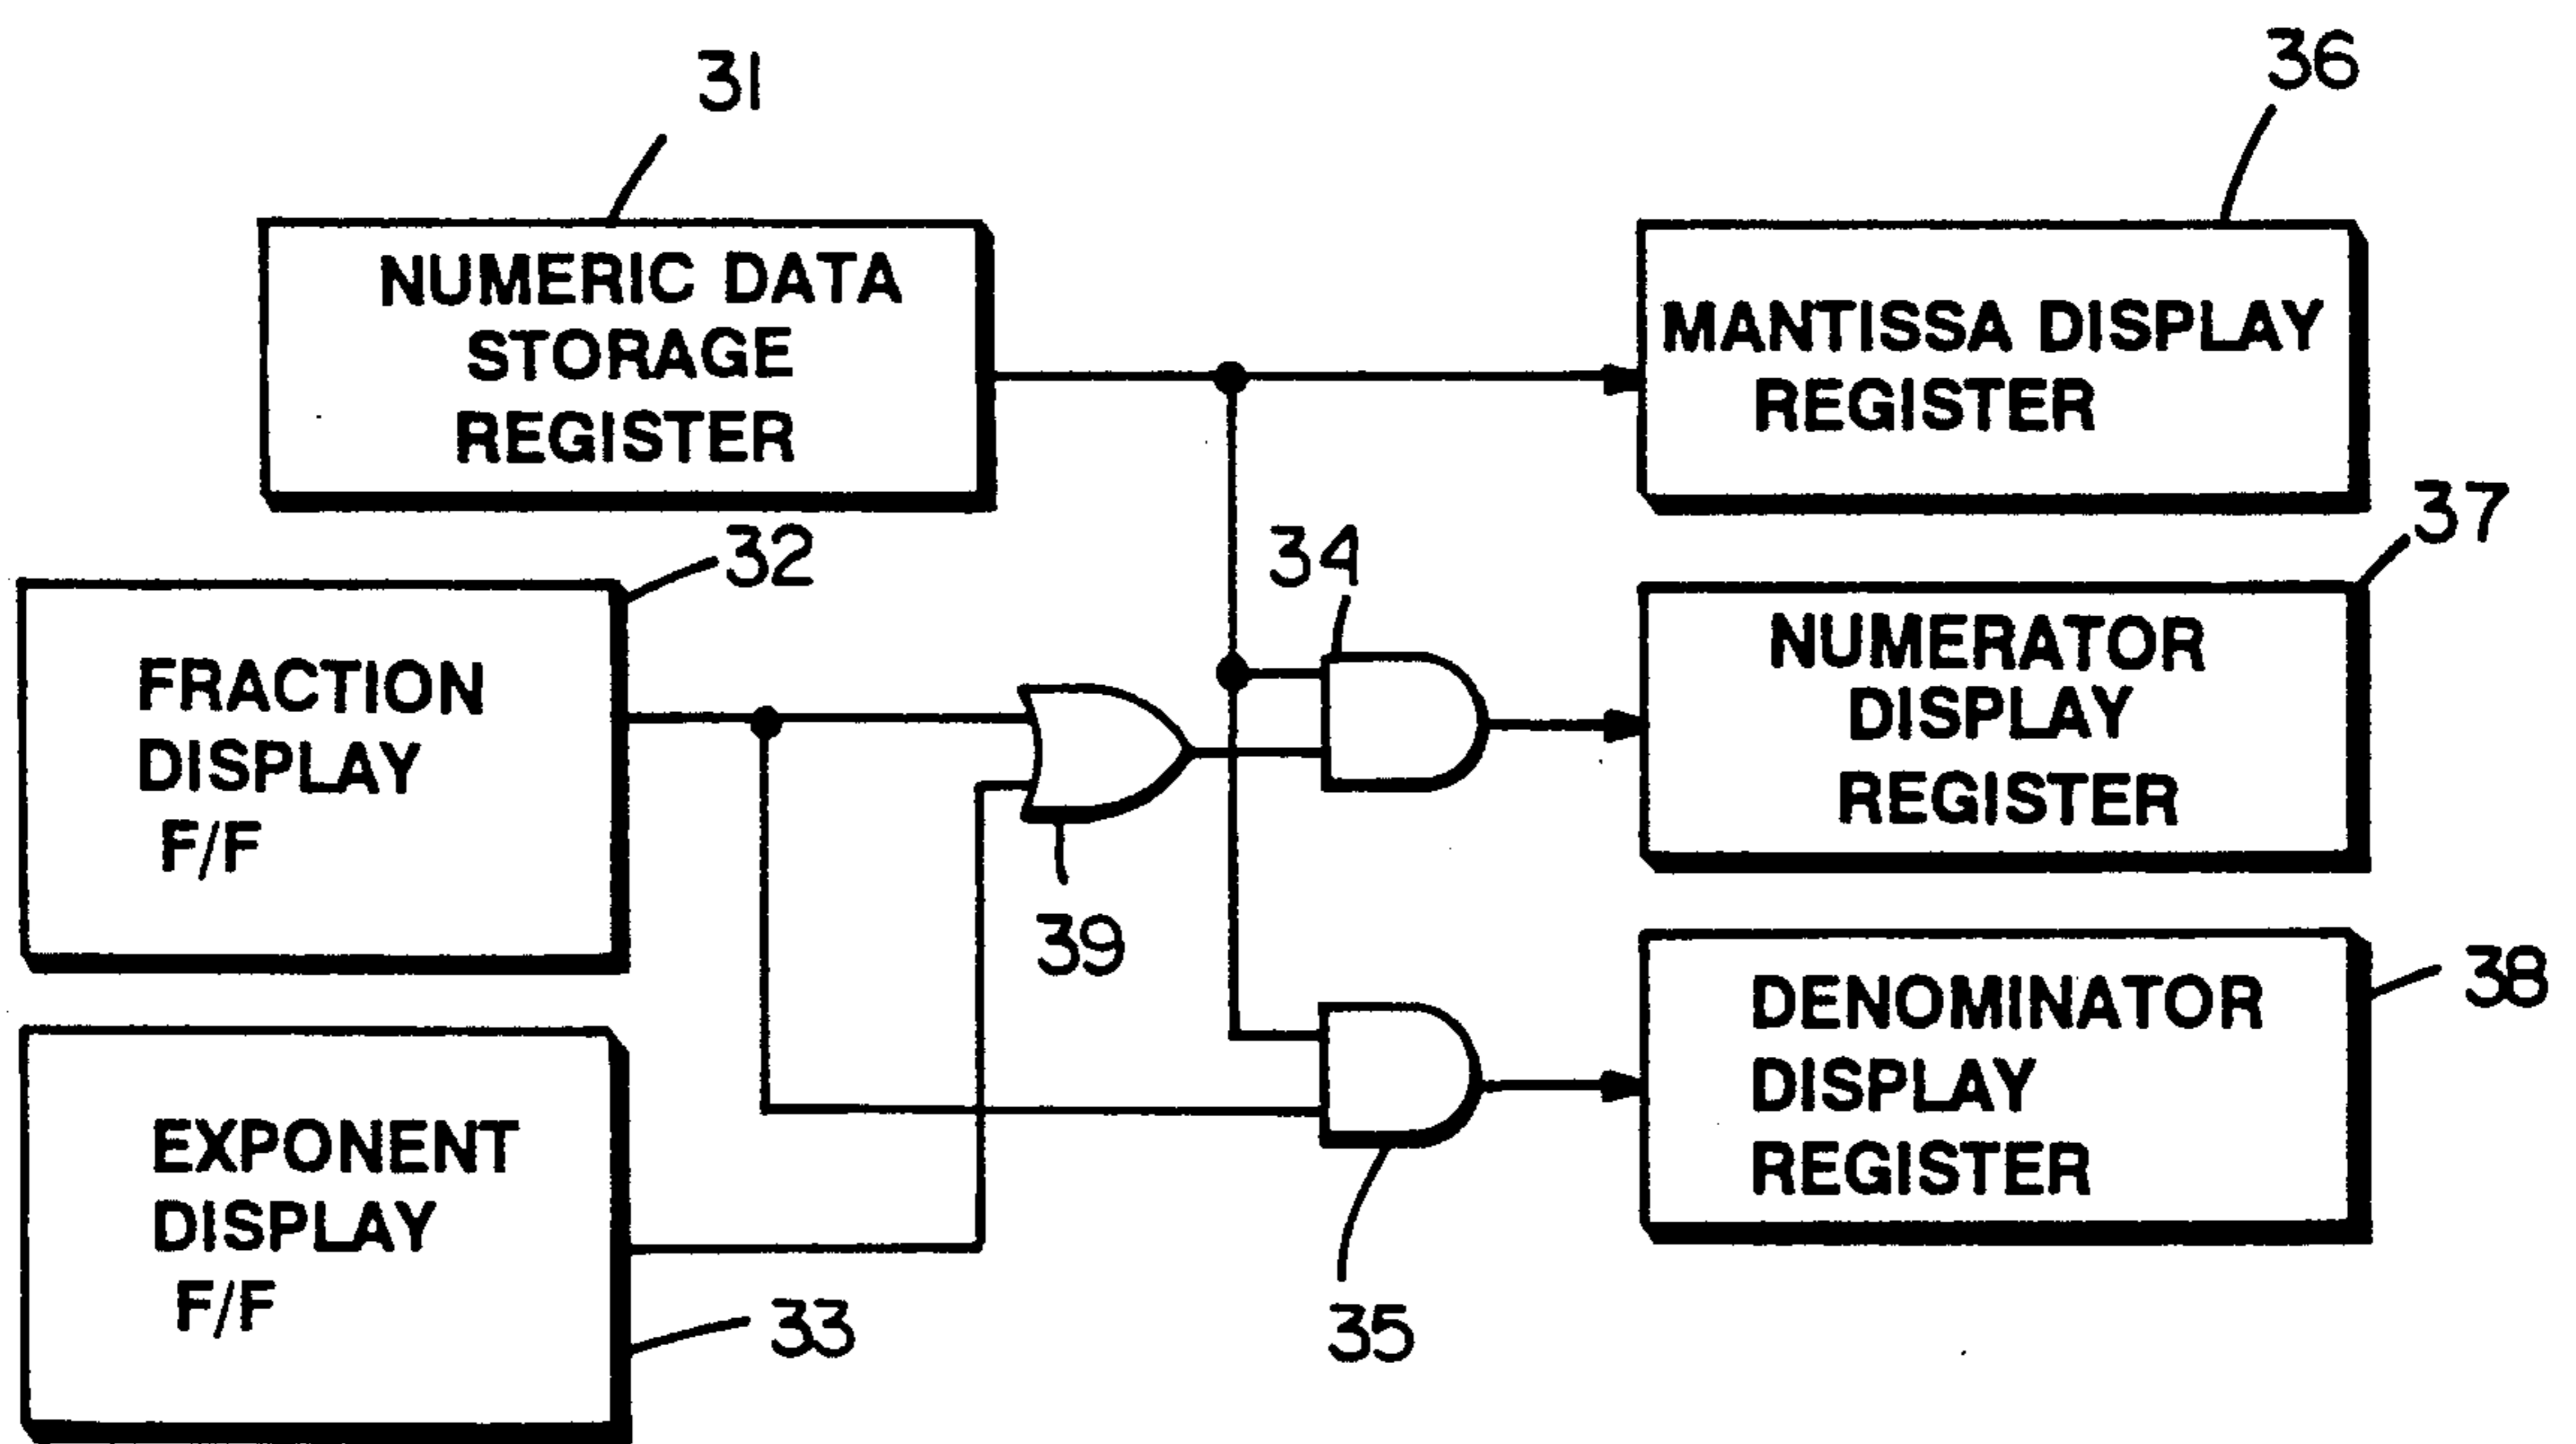 31
36
NUMERIC DATA
STORAGE
REGISTER
MANTISSA DISPLAY
REGISTER
32
34
37
FRACTION
DISPLAY
F/F
NUMERATOR
DISPLAY
REGISTER
39
38
EXPONENT
DISPLAY
F/F
DENOMINATOR
DISPLAY
REGISTER
33
35